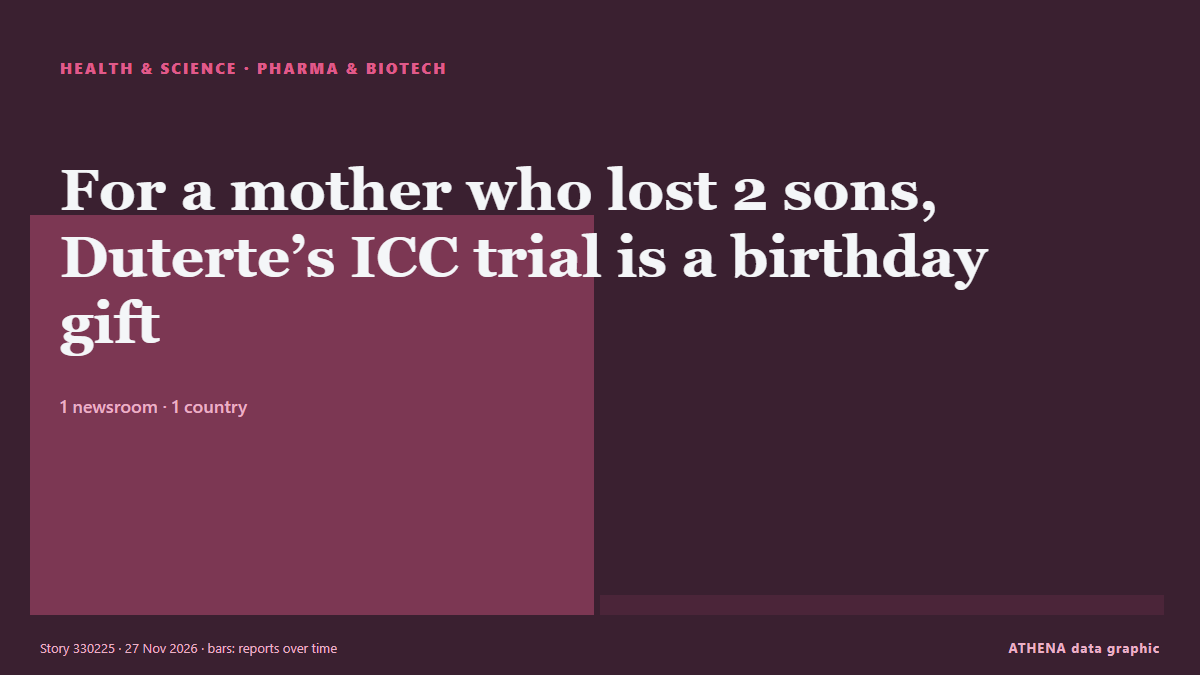 HEALTH & SCIENCE · PHARMA & BIOTECH
For a mother who lost 2 sons,
Duterte’s ICC trial is a birthday
gift
1 newsroom · 1 country
Story 330225 · 27 Nov 2026 · bars: reports over time
ATHENA data graphic